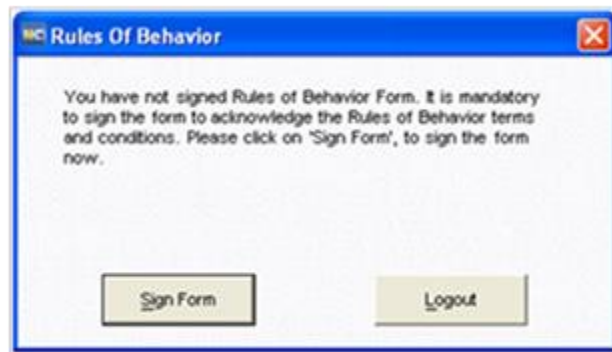 Rules Of Behavior
You have not signed Rules of Behavior Form. It is mandatory
to sign the form to acknowledge the Rules of Behavior terms
and conditions. Please click on 'Sign Form', to sign the form
now.
Sign Form
Logout